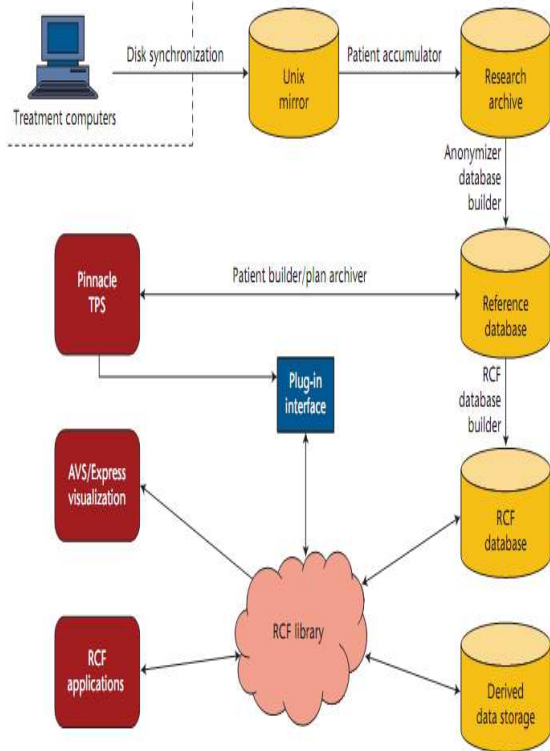 Disk synchronization
Patient accumulator
Unix
mirror
Research
archive
Treatment computers
Anonymizer
database
builder
Pinnacle
TPS
Patient builder/plan archiver
Reference
database
Plug-in
interface
RCF
database
builder
AVS/Express
visualization
RCF
database
RCF library
RCF
applications
Derived
data storage